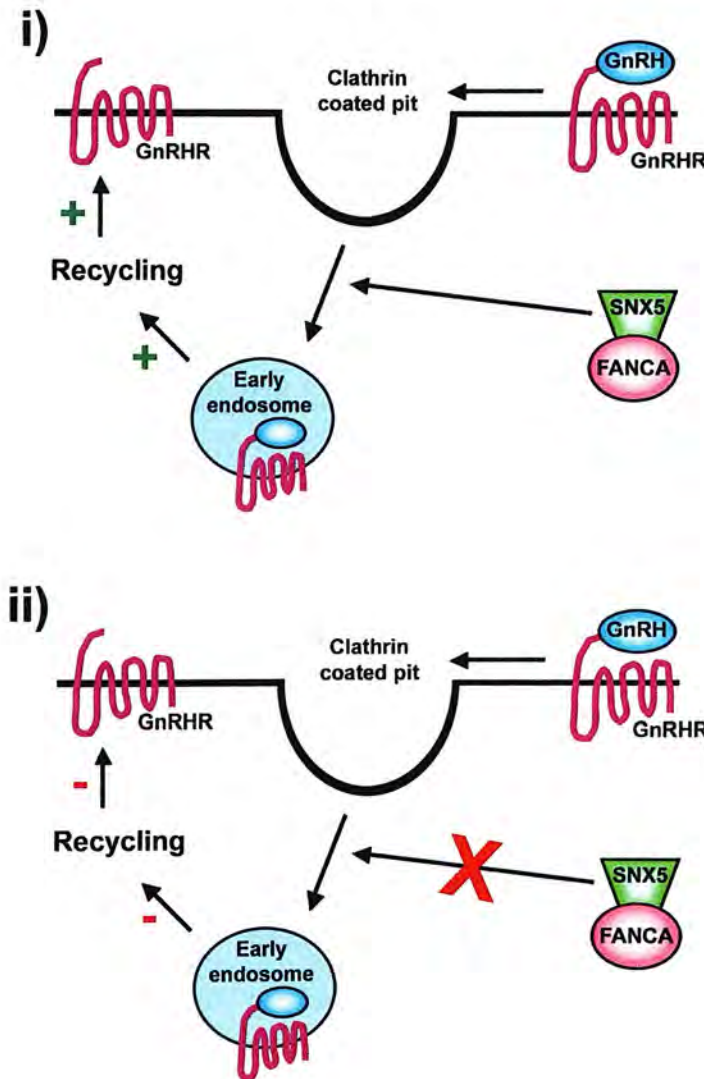 i)
GnRH
Clathrin
coated pit
GnRHR
GnRHR
+
Recycling
SNX5
+
FANCA
Early
endosome
ii)
GnRH
Clathrin
coated pit
GnRHR
GnRHR
-
Recycling
X
SNX5
-
FANCA
Early
endosome